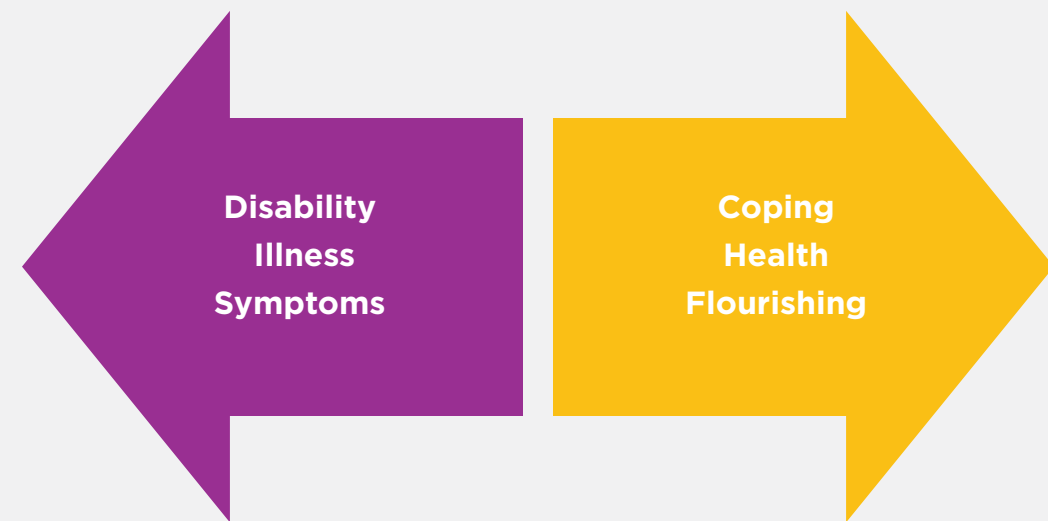 Disability
Illness
Symptoms
Coping
Health
Flourishing